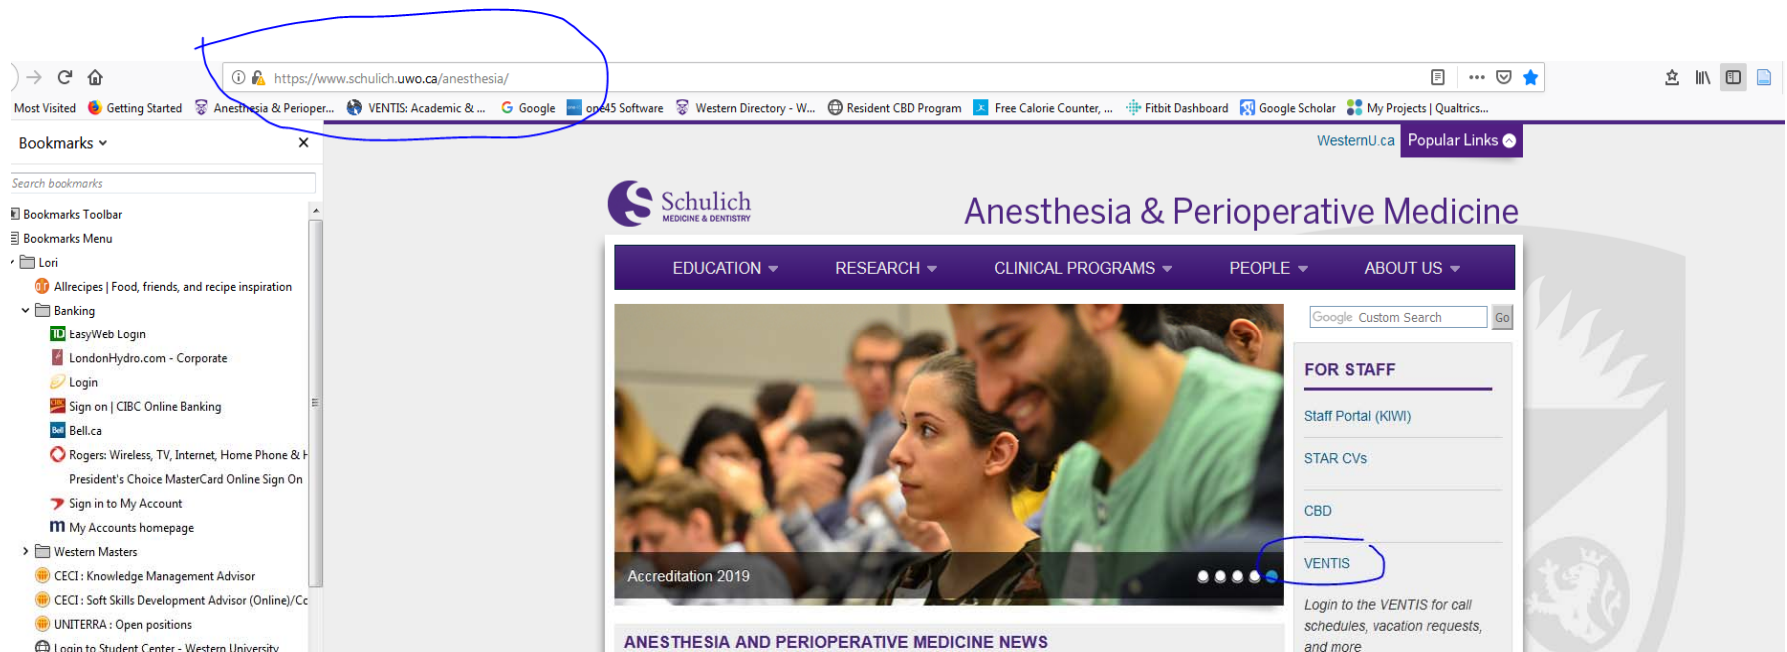 https://www.schulich.uwo.ca/anesthesia/
Most Visited Getting Started Anesthesia & Perioper... VENTIS: Academic & ... Google one45 Software Western Directory - W... Resident CBD Program Free Calorie Counter, ... Fitbit Dashboard Google Scholar My Projects | Qualtrics...
Bookmarks
Search bookmarks
Bookmarks Toolbar
Bookmarks Menu
Lori
Allrecipes | Food, friends, and recipe inspiration
Banking
EasyWeb Login
LondonHydro.com - Corporate
Login
Sign on | CIBC Online Banking
Bell.ca
Rogers: Wireless, TV, Internet, Home Phone & H
President's Choice MasterCard Online Sign On
Sign in to My Account
My Accounts homepage
Western Masters
CECI : Knowledge Management Advisor
CECI : Soft Skills Development Advisor (Online)/Cc
UNITERRA : Open positions
Login to Student Center - Western University
WesternU.ca Popular Links
Schulich
MEDICINE & DENTISTRY
Anesthesia & Perioperative Medicine
EDUCATION RESEARCH CLINICAL PROGRAMS PEOPLE ABOUT US
Accreditation 2019
ANESTHESIA AND PERIOPERATIVE MEDICINE NEWS
Google Custom Search Go
FOR STAFF
Staff Portal (KIWI)
STAR CVs
CBD
VENTIS
Login to the VENTIS for call
schedules, vacation requests,
and more